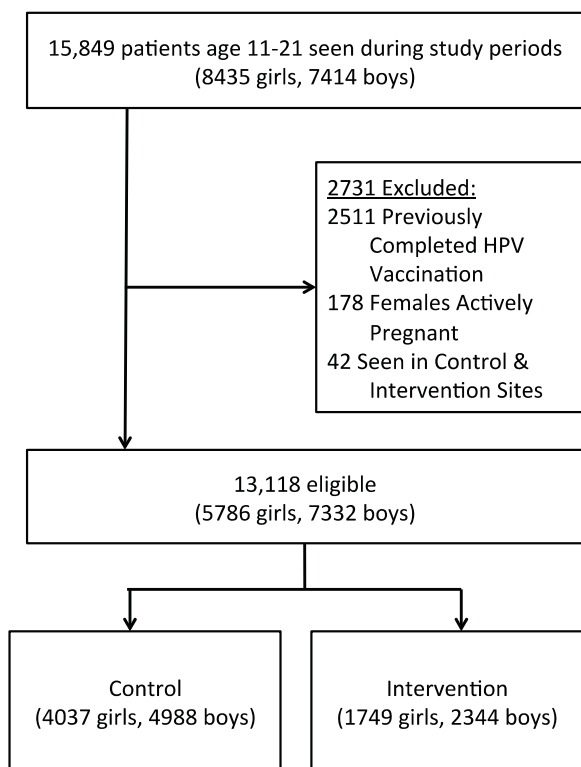 15,849 patients age 11-21 seen during study periods
(8435 girls, 7414 boys)
2731 Excluded:
2511 Previously
Completed HPV
Vaccination
178 Females Actively
Pregnant
42 Seen in Control &
Intervention Sites
13,118 eligible
(5786 girls, 7332 boys)
Control
(4037 girls, 4988 boys)
Intervention
(1749 girls, 2344 boys)